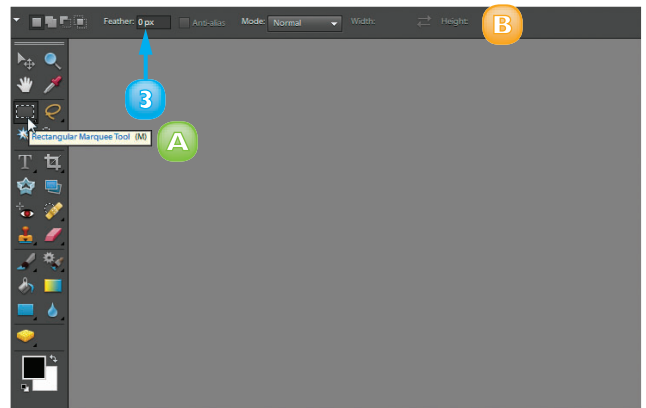 Feather: 0 px Anti-alias Mode: Normal Width: Height: B
3
Rectangular Marquee Tool (M) A
T